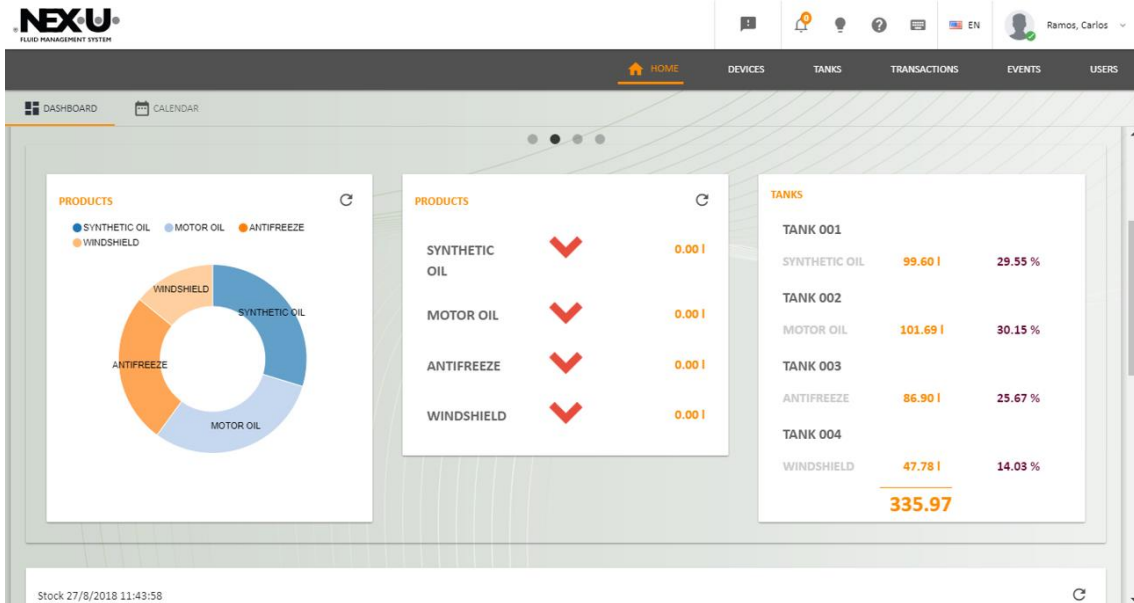 NEX·U·
FLUID MANAGEMENT SYSTEM
0
EN
Ramos, Carlos
HOME
DEVICES
TANKS
TRANSACTIONS
EVENTS
USERS
DASHBOARD
CALENDAR
PRODUCTS
SYNTHETIC OIL MOTOR OIL ANTIFREEZE
WINDSHIELD
WINDSHIELD
SYNTHETIC OIL
ANTIFREEZE
MOTOR OIL
PRODUCTS
SYNTHETIC
OIL
0.00 l
MOTOR OIL 0.00 l
ANTIFREEZE 0.00 l
WINDSHIELD 0.00 l
TANKS
TANK 001
SYNTHETIC OIL 99.60 l 29.55 %
TANK 002
MOTOR OIL 101.69 l 30.15 %
TANK 003
ANTIFREEZE 86.90 l 25.67 %
TANK 004
WINDSHIELD 47.78 l 14.03 %
335.97
Stock 27/8/2018 11:43:58